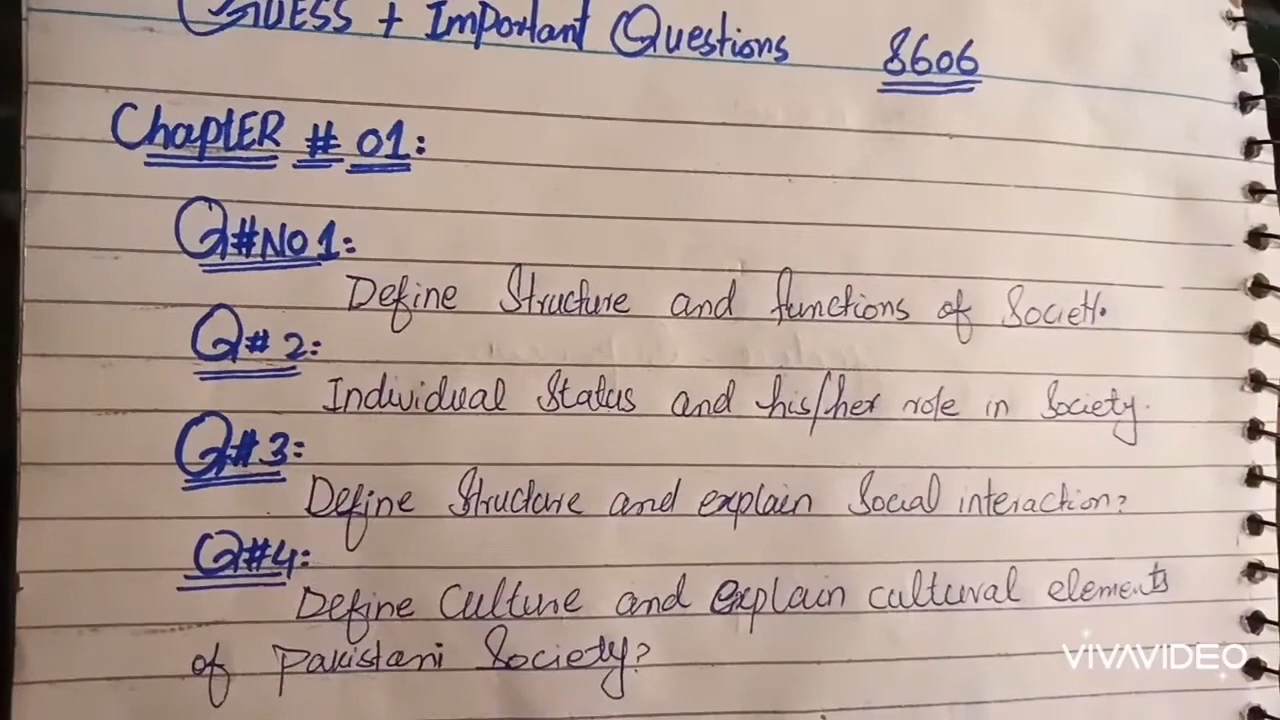 GUESS + Important Questions 8606
ChaptER # 01:
Q#NO 1:
Define Structure and functions of Societ.
Q# 2:
Individual Status and his/her role in Society.
Q#3:
Define Structure and explain Social interaction?
Q#4:
Define Culture and explain cultural elements
of Pakistani Society?
VIVAVIDEO